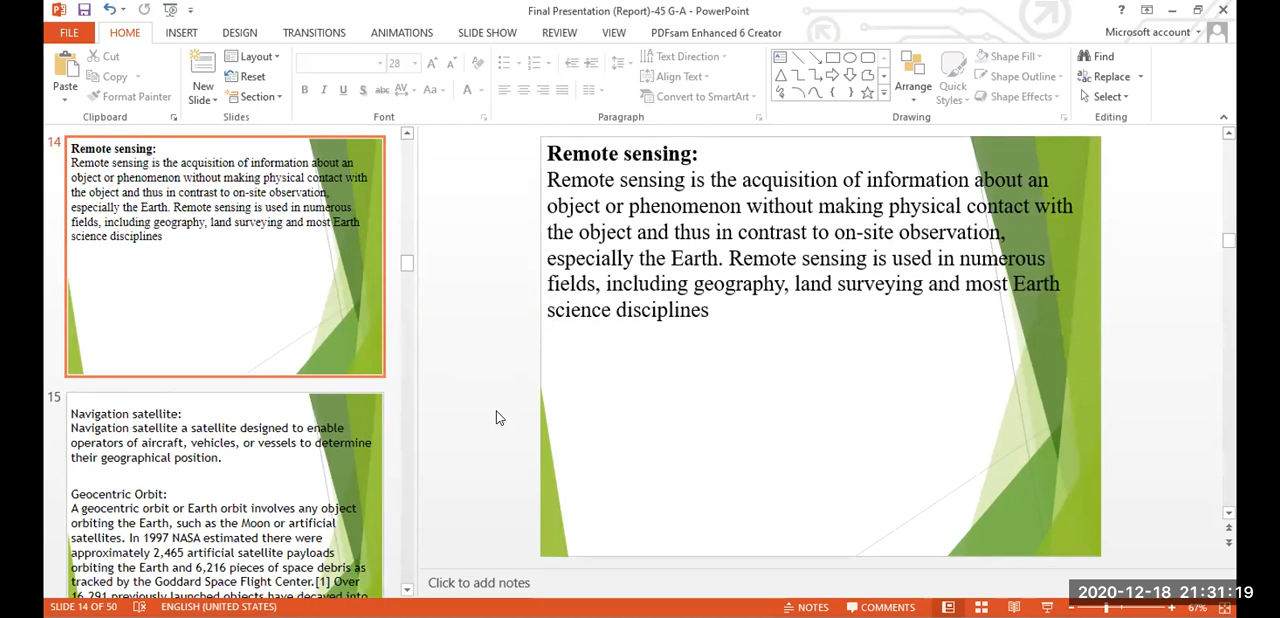 Final Presentation (Report)-45 G-A - PowerPoint
?
FILE HOME INSERT DESIGN TRANSITIONS ANIMATIONS SLIDE SHOW REVIEW VIEW PDFsam Enhanced 6 Creator Microsoft account
Paste
Cut
Copy
Format Painter
Clipboard
New
Slide
Layout
Reset
Section
Slides
28
B I U S abc AV Aa A
Font
Text Direction
Align Text
Convert to SmartArt
Paragraph
Arrange
Quick
Styles
Shape Fill
Shape Outline
Shape Effects
Drawing
Find
Replace
Select
Editing
14
Remote sensing:
Remote sensing is the acquisition of information about an
object or phenomenon without making physical contact with
the object and thus in contrast to on-site observation,
especially the Earth. Remote sensing is used in numerous
fields, including geography, land surveying and most Earth
science disciplines
15
Navigation satellite:
Navigation satellite a satellite designed to enable
operators of aircraft, vehicles, or vessels to determine
their geographical position.
Geocentric Orbit:
A geocentric orbit or Earth orbit involves any object
orbiting the Earth, such as the Moon or artificial
satellites. In 1997 NASA estimated there were
approximately 2,465 artificial satellite payloads
orbiting the Earth and 6,216 pieces of space debris as
tracked by the Goddard Space Flight Center.[1] Over
16,291 previously launched objects have decayed into
Remote sensing:
Remote sensing is the acquisition of information about an
object or phenomenon without making physical contact with
the object and thus in contrast to on-site observation,
especially the Earth. Remote sensing is used in numerous
fields, including geography, land surveying and most Earth
science disciplines
Click to add notes
2020-12-18 21:31:19
SLIDE 14 OF 50 ENGLISH (UNITED STATES) NOTES COMMENTS 67%